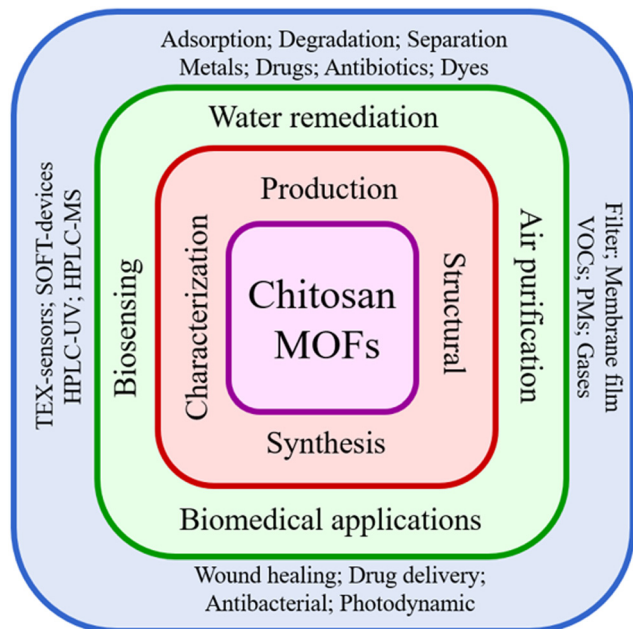 Adsorption; Degradation; Separation
Metals; Drugs; Antibiotics; Dyes
Water remediation
Production
TEX-sensors; SOFT-devices
HPLC-UV; HPLC-MS
Biosensing
Characterization
Chitosan
MOFs
Structural
Air purification
Filter; Membrane film
VOCs; PMs; Gases
Synthesis
Biomedical applications
Wound healing; Drug delivery;
Antibacterial; Photodynamic